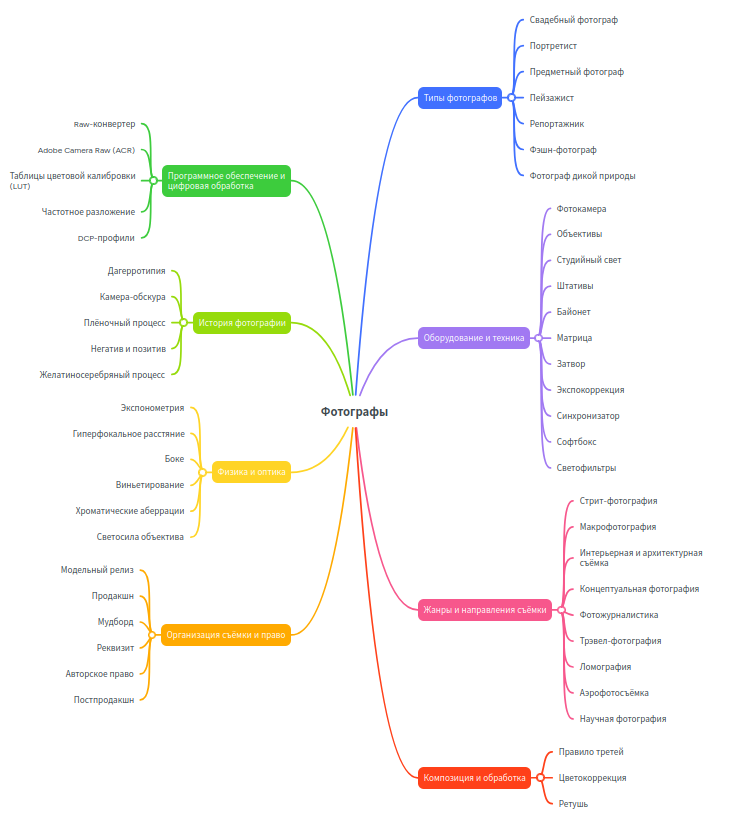 Фотографы
Типы фотографов
Свадебный фотограф
Портретист
Предметный фотограф
Пейзажист
Репортажник
Фэшн-фотограф
Фотограф дикой природы
Оборудование и техника
Фотокамера
Объективы
Студийный свет
Штативы
Байонет
Матрица
Затвор
Экспокоррекция
Синхронизатор
Софтбокс
Светофильтры
Жанры и направления съёмки
Стрит-фотография
Макрофотография
Интерьерная и архитектурная
съёмка
Концептуальная фотография
Фотожурналистика
Трэвел-фотография
Ломография
Аэрофотосъёмка
Научная фотография
Композиция и обработка
Правило третей
Цветокоррекция
Ретушь
Программное обеспечение и
цифровая обработка
Raw-конвертер
Adobe Camera Raw (ACR)
Таблицы цветовой калибровки
(LUT)
Частотное разложение
DCP-профили
История фотографии
Дагерротипия
Камера-обскура
Плёночный процесс
Негатив и позитив
Желатиносеребряный процесс
Физика и оптика
Экспонометрия
Гиперфокальное расстяние
Боке
Виньетирование
Хроматические аберрации
Светосила объектива
Организация съёмки и право
Модельный релиз
Продакшн
Мудборд
Реквизит
Авторское право
Постпродакшн